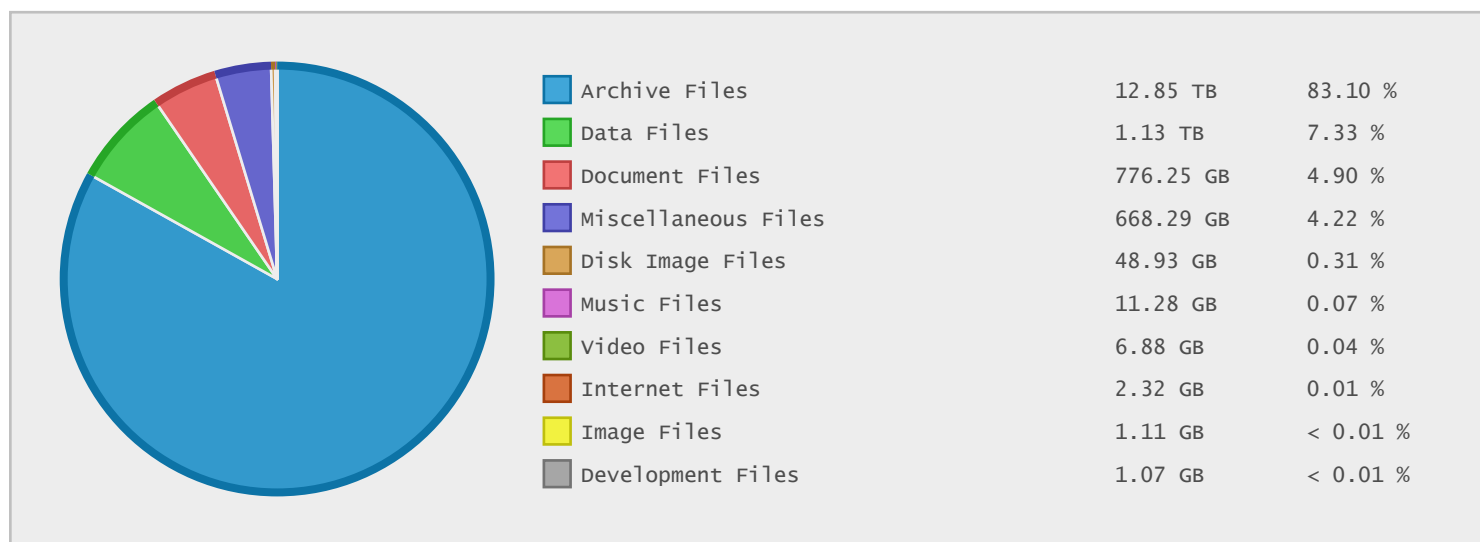 Archive Files 12.85 TB 83.10 %
Data Files 1.13 TB 7.33 %
Document Files 776.25 GB 4.90 %
Miscellaneous Files 668.29 GB 4.22 %
Disk Image Files 48.93 GB 0.31 %
Music Files 11.28 GB 0.07 %
Video Files 6.88 GB 0.04 %
Internet Files 2.32 GB 0.01 %
Image Files 1.11 GB < 0.01 %
Development Files 1.07 GB < 0.01 %